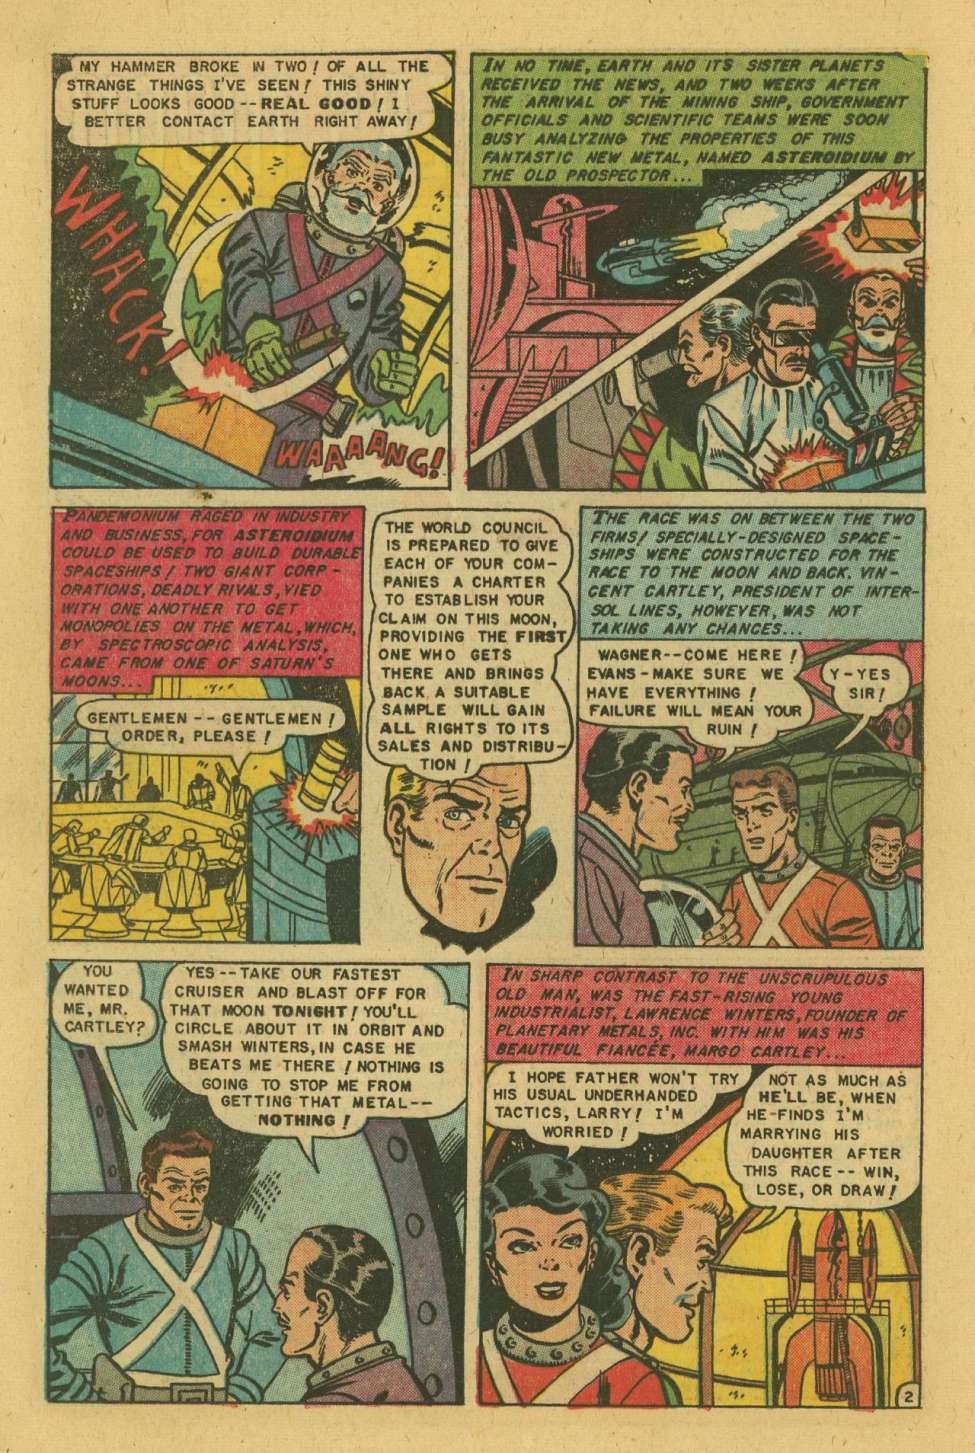 MY HAMMER BROKE IN TWO! OF ALL THE
STRANGE THINGS I'VE SEEN! THIS SHINY
STUFF LOOKS GOOD -- REAL GOOD! I
BETTER CONTACT EARTH RIGHT AWAY!
WHACK!
WAAAANG!
IN NO TIME, EARTH AND ITS SISTER PLANETS
RECEIVED THE NEWS, AND TWO WEEKS AFTER
THE ARRIVAL OF THE MINING SHIP, GOVERNMENT
OFFICIALS AND SCIENTIFIC TEAMS WERE SOON
BUSY ANALYZING THE PROPERTIES OF THIS
FANTASTIC NEW METAL, NAMED ASTEROIDIUM BY
THE OLD PROSPECTOR...
PANDEMONIUM RAGED IN INDUSTRY
AND BUSINESS, FOR ASTEROIDIUM
COULD BE USED TO BUILD DURABLE
SPACESHIPS! TWO GIANT CORP-
ORATIONS, DEADLY RIVALS, VIED
WITH ONE ANOTHER TO GET
MONOPOLIES ON THE METAL, WHICH,
BY SPECTROSCOPIC ANALYSIS,
CAME FROM ONE OF SATURN'S
MOONS...
GENTLEMEN -- GENTLEMEN!
ORDER, PLEASE!
THE WORLD COUNCIL
IS PREPARED TO GIVE
EACH OF YOUR COM-
PANIES A CHARTER
TO ESTABLISH YOUR
CLAIM ON THIS MOON,
PROVIDING THE FIRST
ONE WHO GETS
THERE AND BRINGS
BACK A SUITABLE
SAMPLE WILL GAIN
ALL RIGHTS TO ITS
SALES AND DISTRIBU-
TION!
THE RACE WAS ON BETWEEN THE TWO
FIRMS! SPECIALLY-DESIGNED SPACE-
SHIPS WERE CONSTRUCTED FOR THE
RACE TO THE MOON AND BACK. VIN-
CENT CARTLEY, PRESIDENT OF INTER-
SOL LINES, HOWEVER, WAS NOT
TAKING ANY CHANCES...
WAGNER--COME HERE!
EVANS-MAKE SURE WE
HAVE EVERYTHING!
FAILURE WILL MEAN YOUR
RUIN!
Y-YES
SIR!
YOU
WANTED
ME, MR.
CARTLEY?
YES--TAKE OUR FASTEST
CRUISER AND BLAST OFF FOR
THAT MOON TONIGHT! YOU'LL
CIRCLE ABOUT IT IN ORBIT AND
SMASH WINTERS, IN CASE HE
BEATS ME THERE! NOTHING IS
GOING TO STOP ME FROM
GETTING THAT METAL--
NOTHING!
IN SHARP CONTRAST TO THE UNSCRUPULOUS
OLD MAN, WAS THE FAST-RISING YOUNG
INDUSTRIALIST, LAWRENCE WINTERS, FOUNDER OF
PLANETARY METALS, INC. WITH HIM WAS HIS
BEAUTIFUL FIANCÉE, MARGO CARTLEY...
I HOPE FATHER WON'T TRY
HIS USUAL UNDERHANDED
TACTICS, LARRY! I'M
WORRIED!
NOT AS MUCH AS
HE'LL BE, WHEN
HE-FINDS I'M
MARRYING HIS
DAUGHTER AFTER
THIS RACE -- WIN,
LOSE, OR DRAW!
2